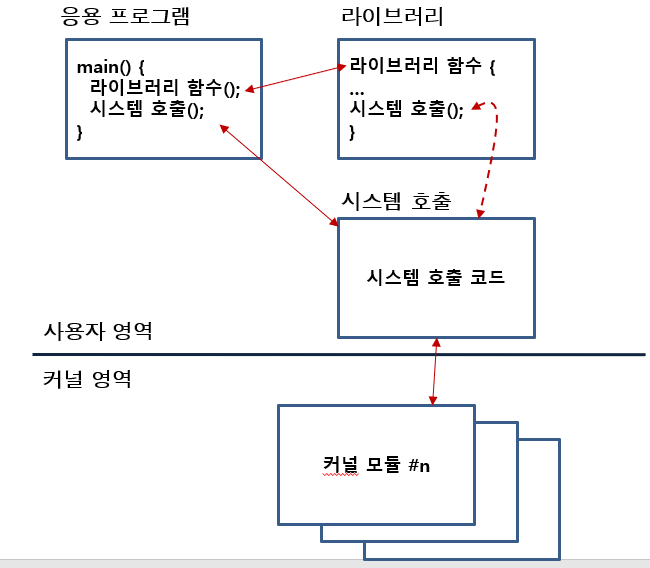 응용 프로그램
main() {
라이브러리 함수();
시스템 호출();
}
라이브러리
라이브러리 함수 {
...
시스템 호출();
}
시스템 호출
시스템 호출 코드
사용자 영역
커널 영역
커널 모듈 #n